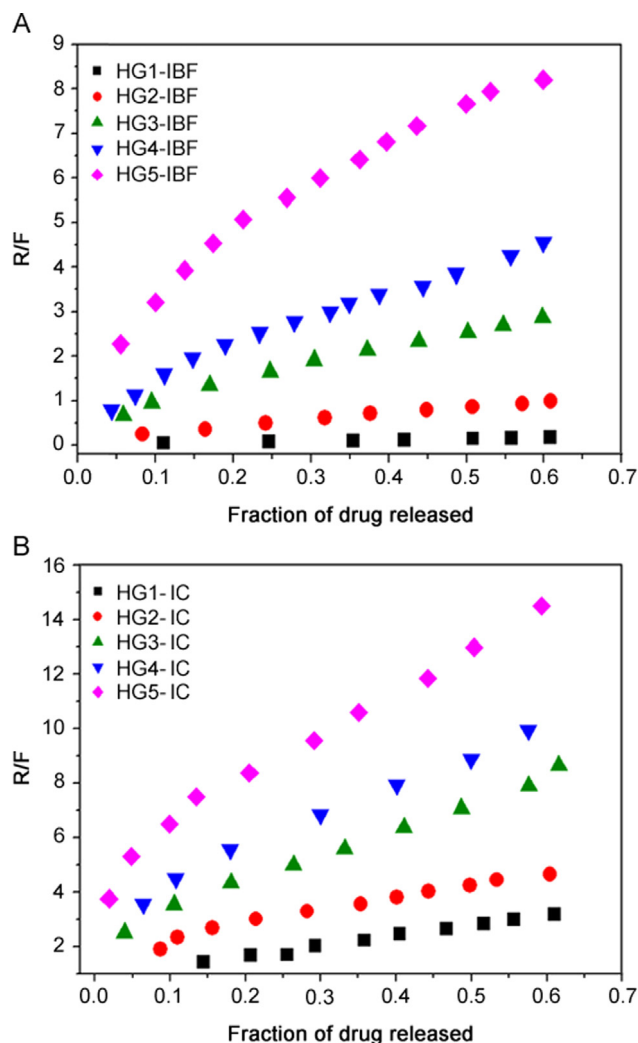 A
9
8
7
6
5
4
3
2
1
0
R/F
HG1-IBF
HG2-IBF
HG3-IBF
HG4-IBF
HG5-IBF
0.0 0.1 0.2 0.3 0.4 0.5 0.6 0.7
Fraction of drug released
B
16
14
12
10
8
6
4
2
R/F
HG1- IC
HG2- IC
HG3- IC
HG4- IC
HG5- IC
0.0 0.1 0.2 0.3 0.4 0.5 0.6 0.7
Fraction of drug released